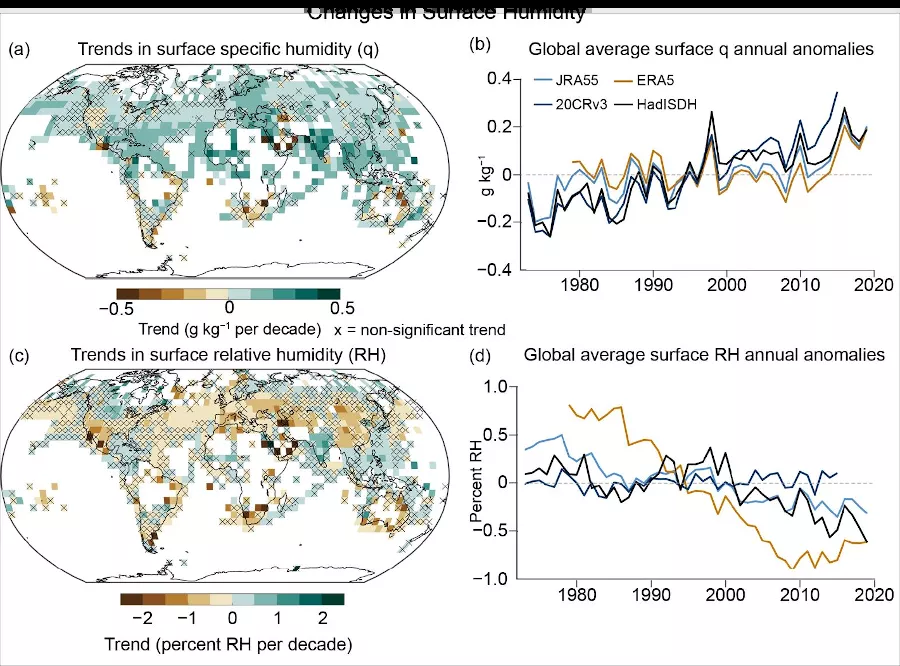 Changes in Surface Humidity
(a) Trends in surface specific humidity (q)
−0.5 0 0.5
Trend (g kg⁻¹ per decade) x = non-significant trend
(b) Global average surface q annual anomalies
JRA55 ERA5
20CRv3 HadISDH
0.4
0.2
0
−0.2
−0.4
g kg⁻¹
1980 1990 2000 2010 2020
(c) Trends in surface relative humidity (RH)
−2 −1 0 1 2
Trend (percent RH per decade)
(d) Global average surface RH annual anomalies
1.0
0.5
0
−0.5
−1.0
Percent RH
1980 1990 2000 2010 2020